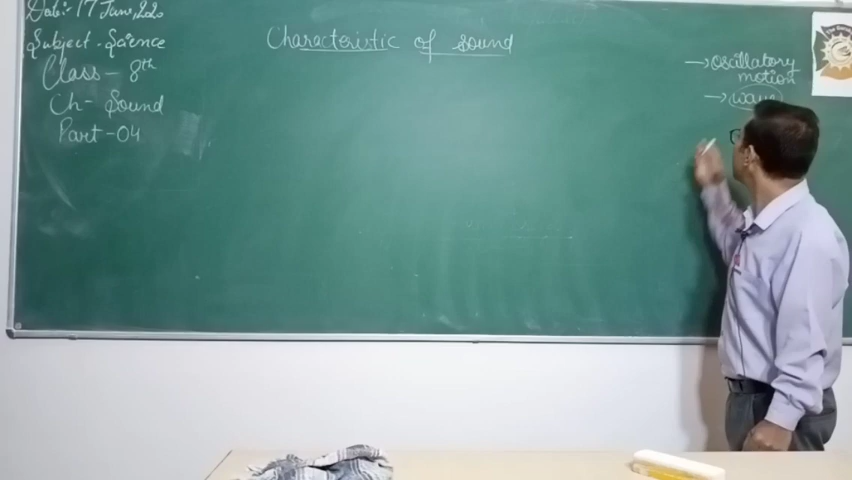 Date:- 17 June, 2020
Subject - Science
Class - 8th
Ch- Sound
Part-04
Characteristic of sound
→ Oscillatory
motion
→ wave